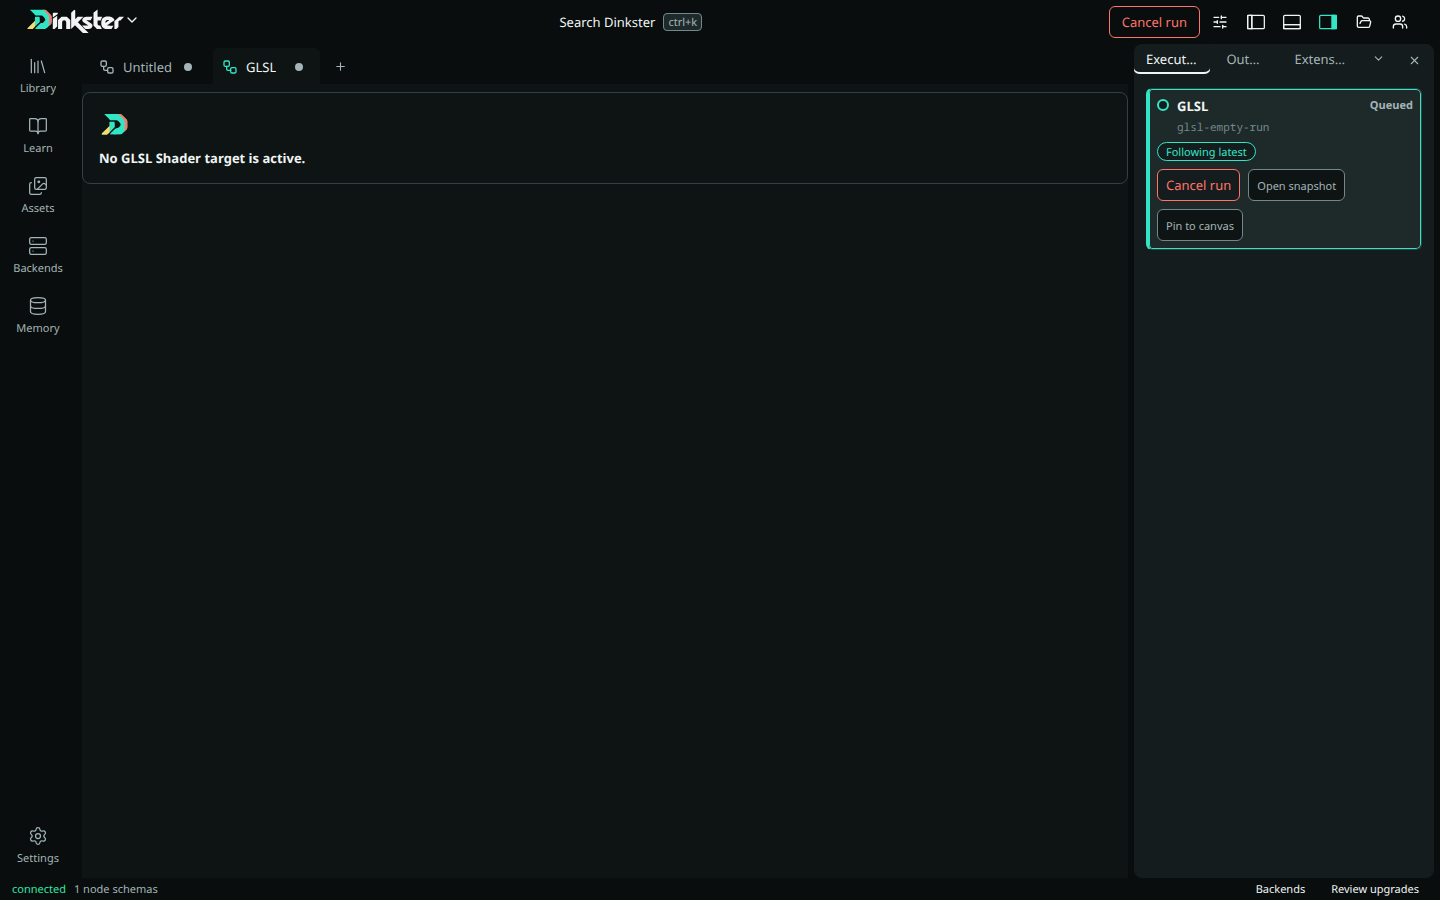 Dinkster
Search Dinkster ctrl+k
Cancel run
Library
Learn
Assets
Backends
Memory
Settings
Untitled
GLSL
No GLSL Shader target is active.
Execut...
Out...
Extens...
GLSL
Queued
glsl-empty-run
Following latest
Cancel run
Open snapshot
Pin to canvas
connected
1 node schemas
Backends
Review upgrades